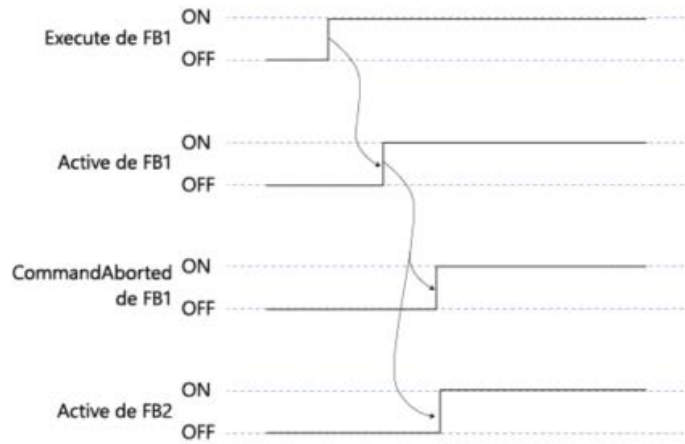 ON
Execute de FB1
OFF
ON
Active de FB1
OFF
ON
CommandAborted
de FB1
OFF
ON
Active de FB2
OFF